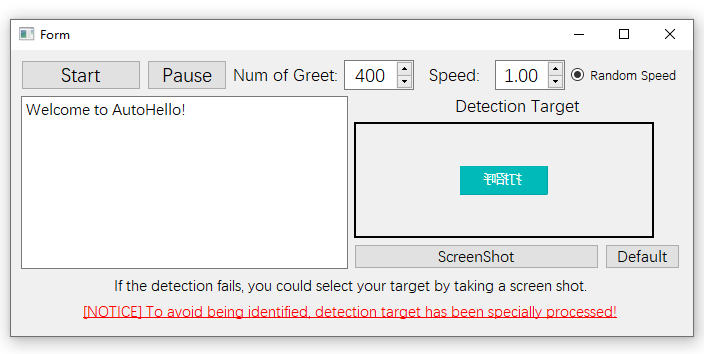 Form
Start Pause Num of Greet: 400 Speed: 1.00 Random Speed
Welcome to AutoHello!
Detection Target
ScreenShot Default
If the detection fails, you could select your target by taking a screen shot.
[NOTICE] To avoid being identified, detection target has been specially processed!